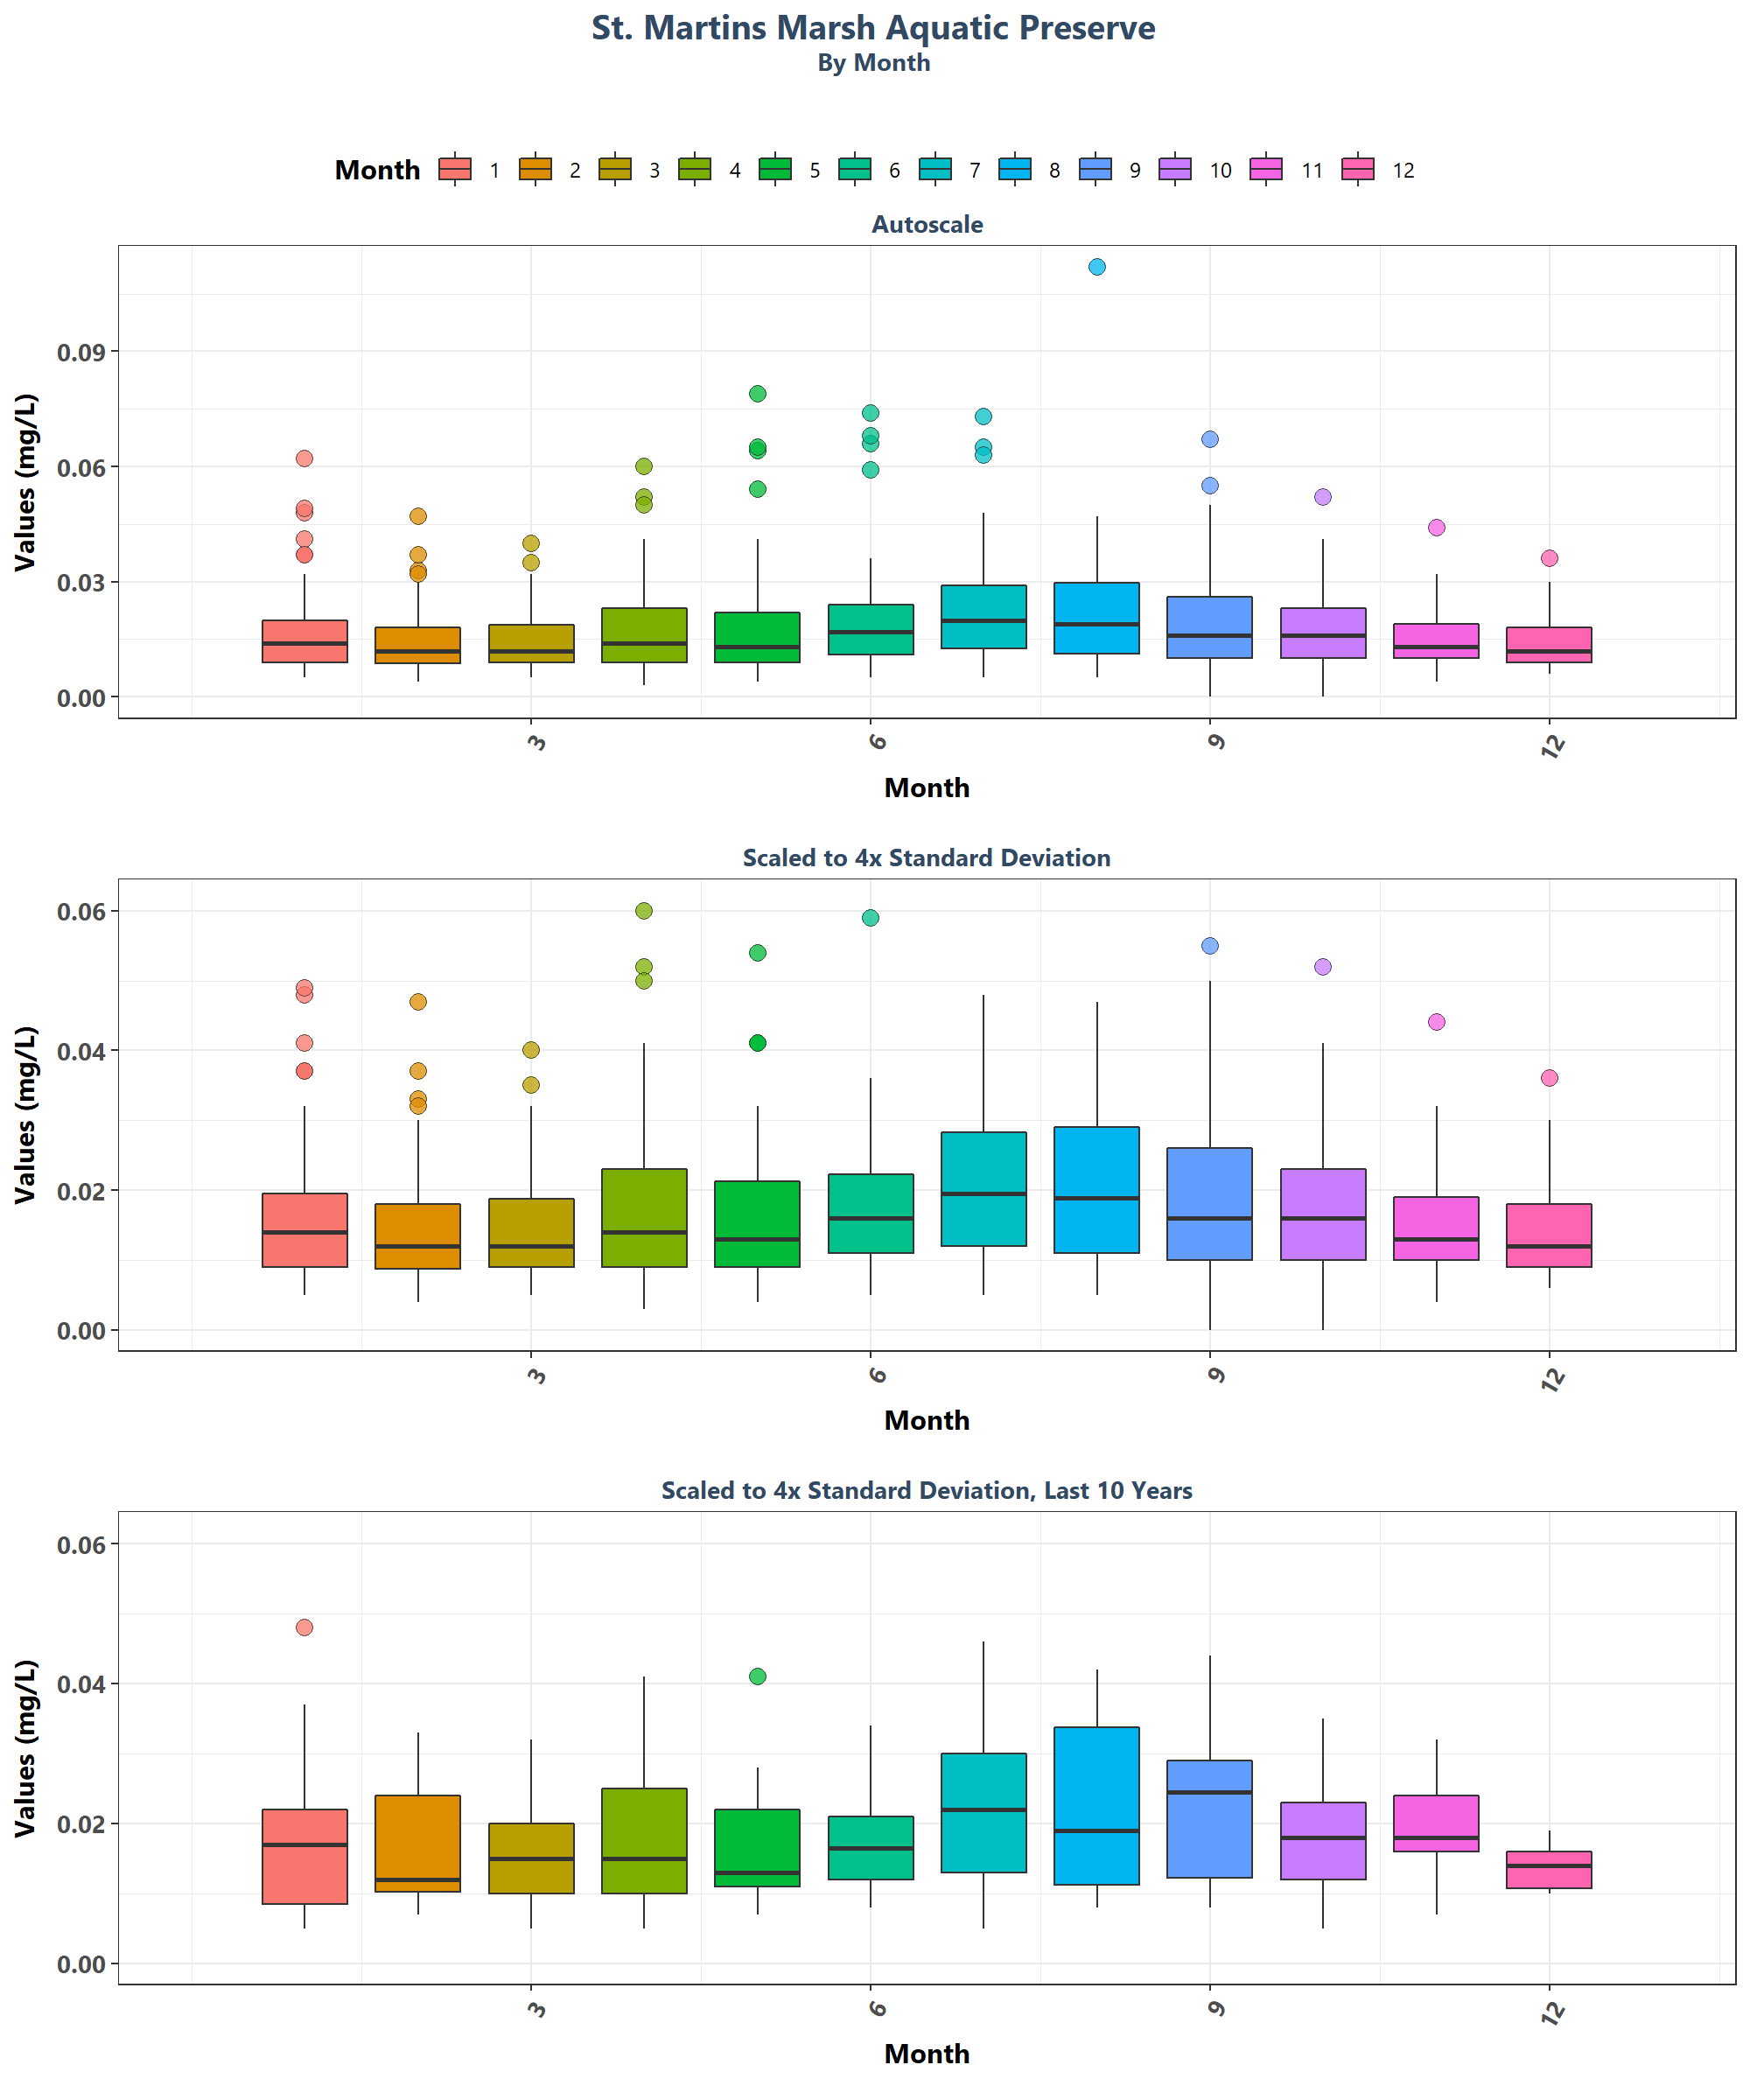 St. Martins Marsh Aquatic Preserve
By Month
Month 1 2 3 4 5 6 7 8 9 10 11 12
Autoscale
Values (mg/L)
0.09
0.06
0.03
0.00
3 6 9 12
Month
Scaled to 4x Standard Deviation
Values (mg/L)
0.06
0.04
0.02
0.00
3 6 9 12
Month
Scaled to 4x Standard Deviation, Last 10 Years
Values (mg/L)
0.06
0.04
0.02
0.00
3 6 9 12
Month